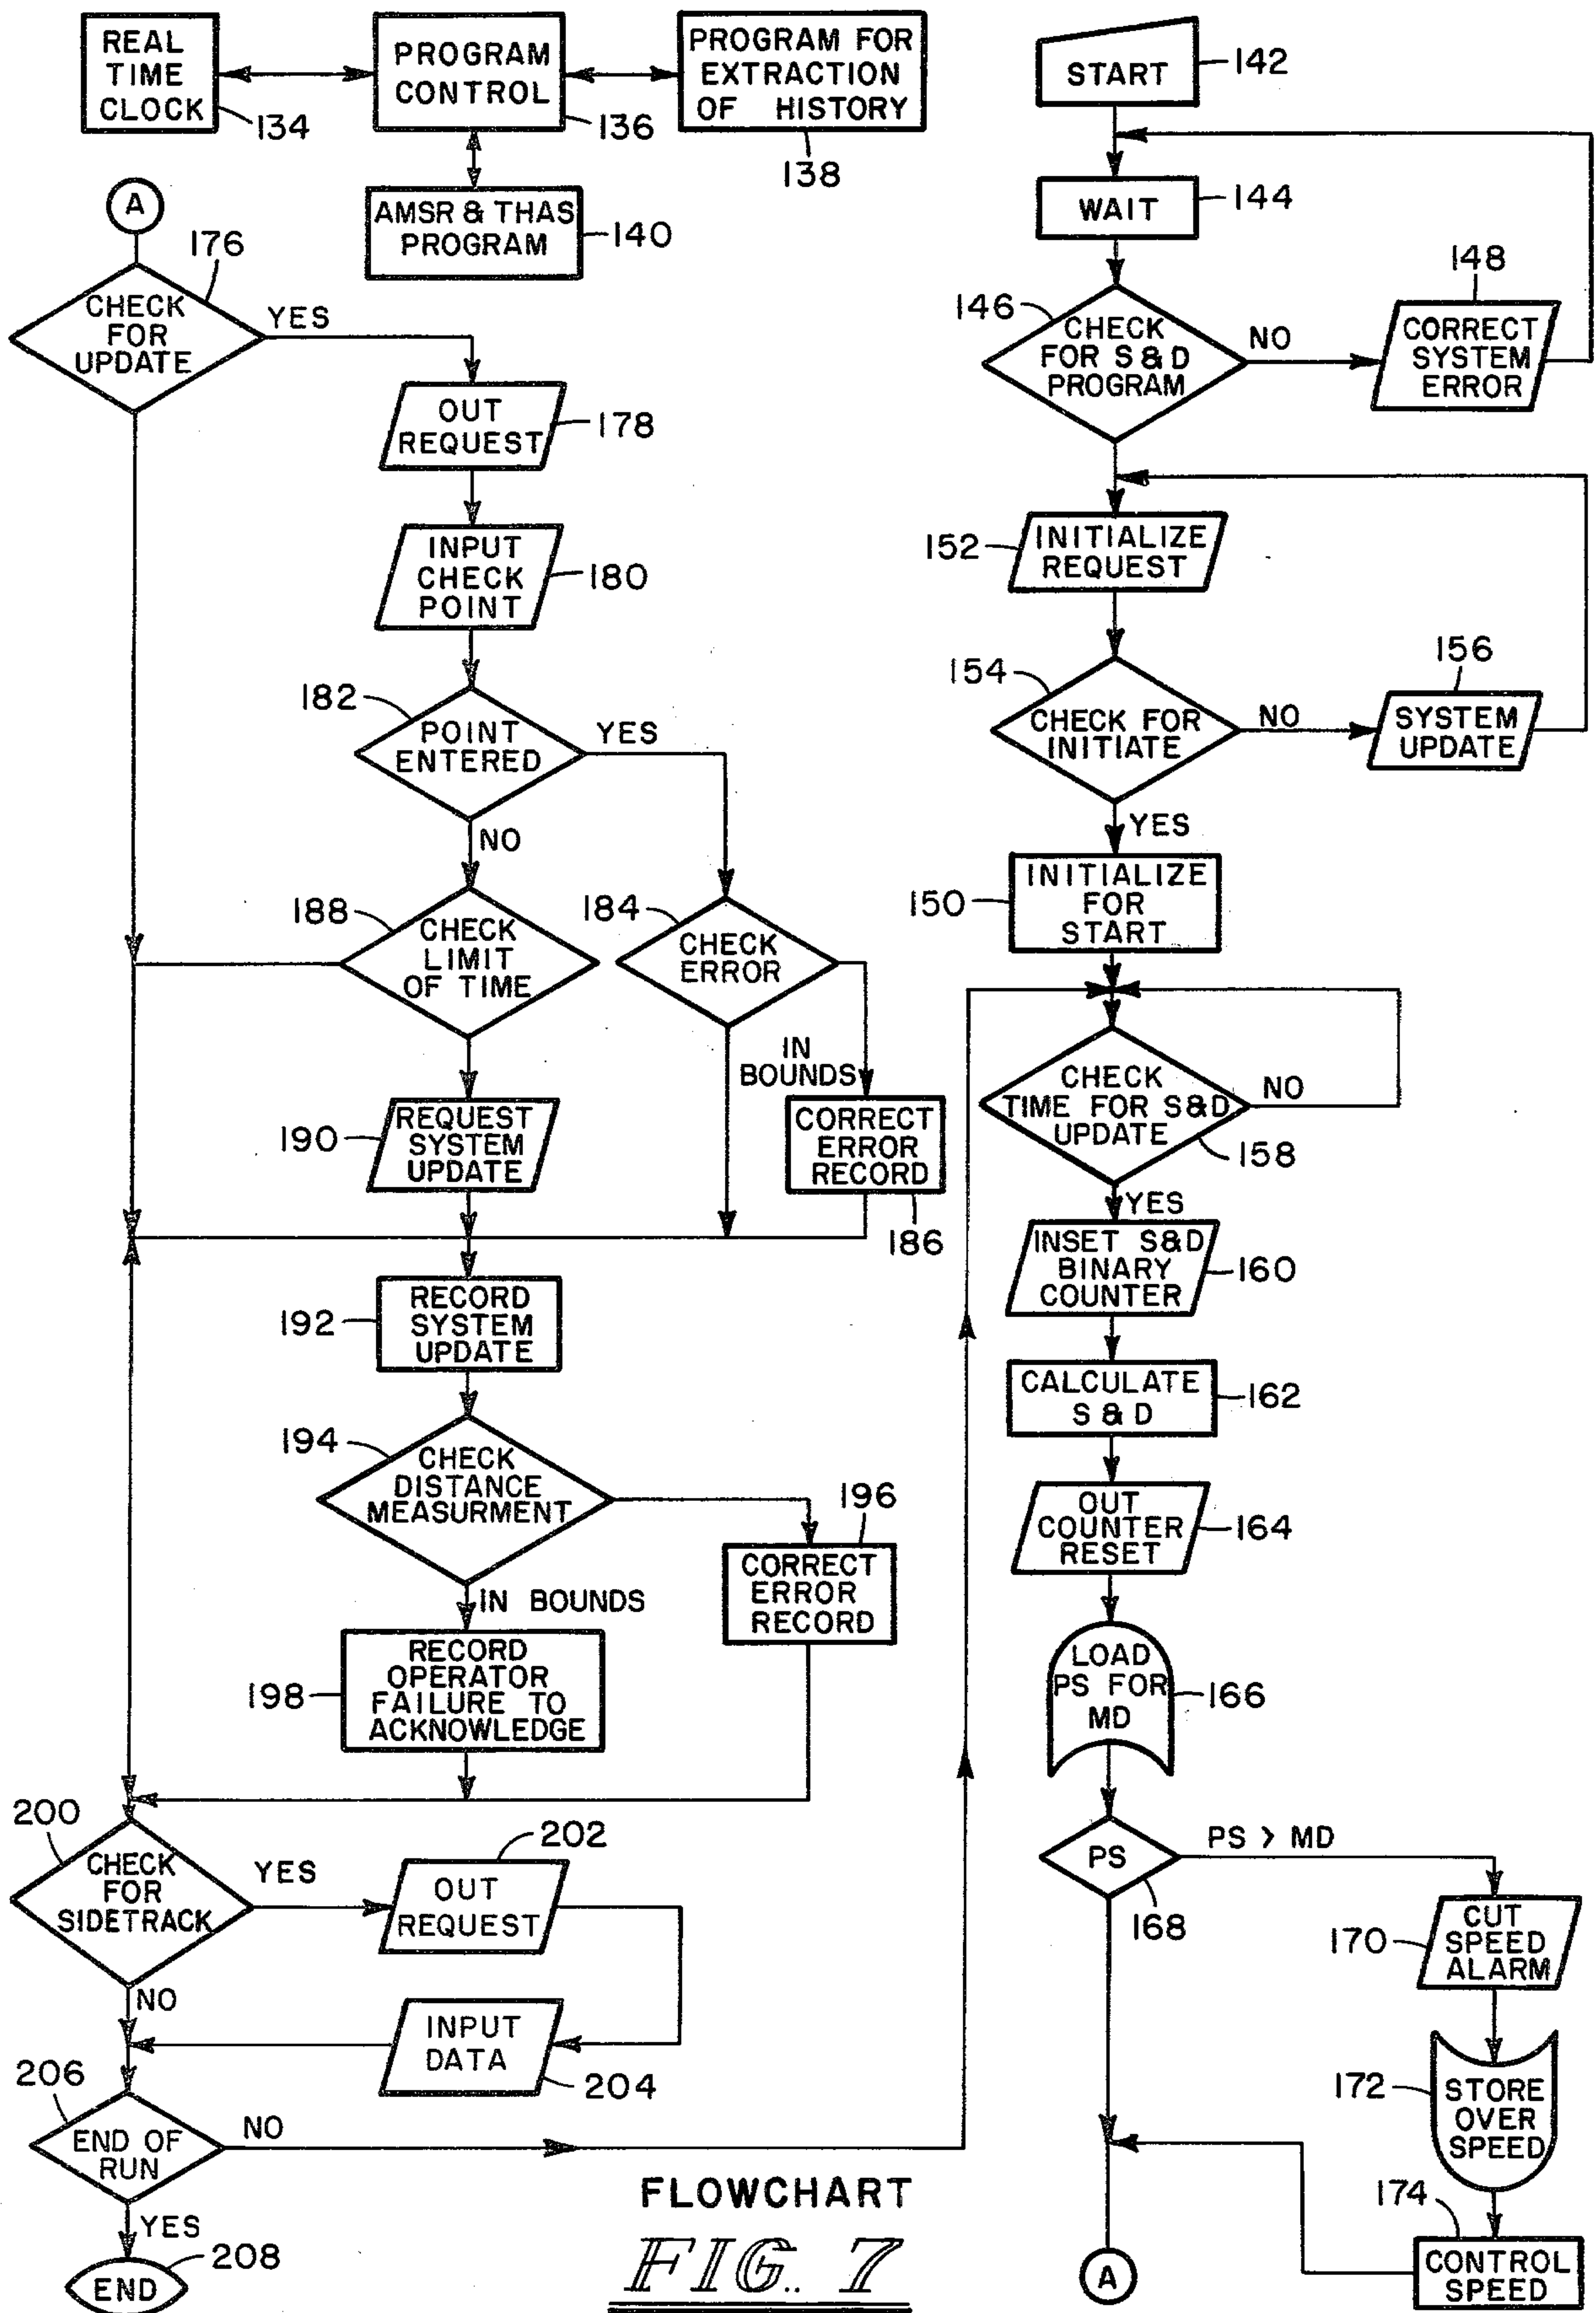 REAL
TIME
CLOCK
134
PROGRAM
CONTROL
136
PROGRAM FOR
EXTRACTION
OF HISTORY
138
AMSR & THAS
PROGRAM
140
A
176
CHECK
FOR
UPDATE
YES
OUT
REQUEST
178
INPUT
CHECK
POINT
180
182
POINT
ENTERED
YES
NO
188
CHECK
LIMIT
OF TIME
184
CHECK
ERROR
IN
BOUNDS
190
REQUEST
SYSTEM
UPDATE
CORRECT
ERROR
RECORD
186
192
RECORD
SYSTEM
UPDATE
194
CHECK
DISTANCE
MEASURMENT
196
CORRECT
ERROR
RECORD
IN BOUNDS
198
RECORD
OPERATOR
FAILURE TO
ACKNOWLEDGE
200
CHECK
FOR
SIDETRACK
YES
202
OUT
REQUEST
NO
INPUT
DATA
204
206
END OF
RUN
NO
YES
208
END
START
142
WAIT
144
146
CHECK
FOR S&D
PROGRAM
NO
148
CORRECT
SYSTEM
ERROR
152
INITIALIZE
REQUEST
154
CHECK FOR
INITIATE
NO
156
SYSTEM
UPDATE
YES
150
INITIALIZE
FOR
START
CHECK
TIME FOR S&D
UPDATE
NO
158
YES
INSET S&D
BINARY
COUNTER
160
CALCULATE
S & D
162
OUT
COUNTER
RESET
164
LOAD
PS FOR
MD
166
PS
PS > MD
168
170
CUT
SPEED
ALARM
172
STORE
OVER
SPEED
174
CONTROL
SPEED
A
FLOWCHART
FIG. 7